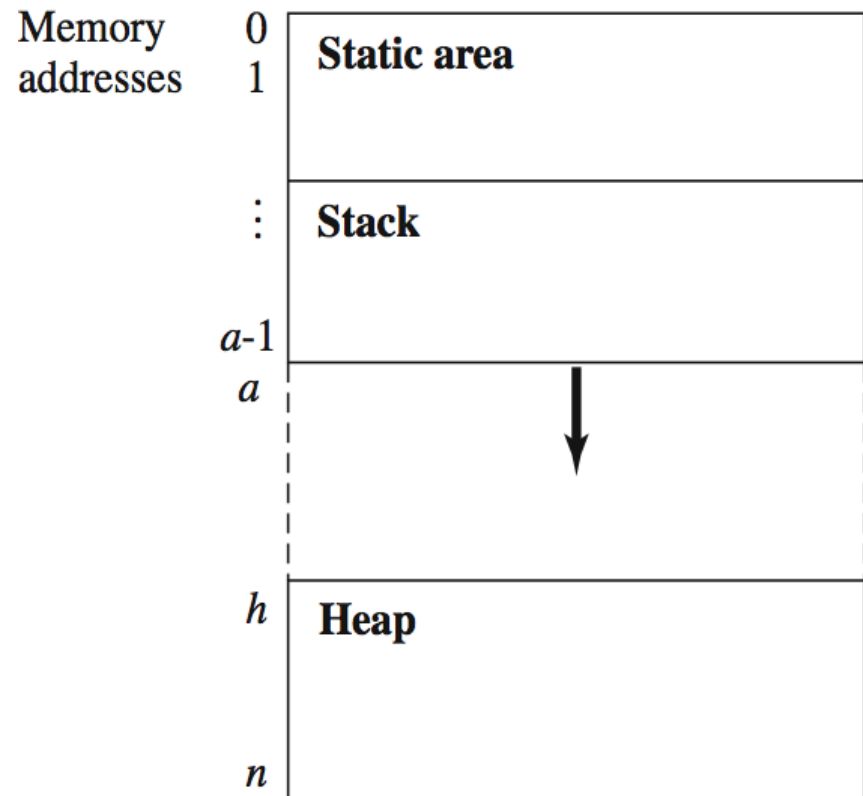 Memory
addresses
0
1
Static area
⋮
Stack
a-1
a
h
Heap
n